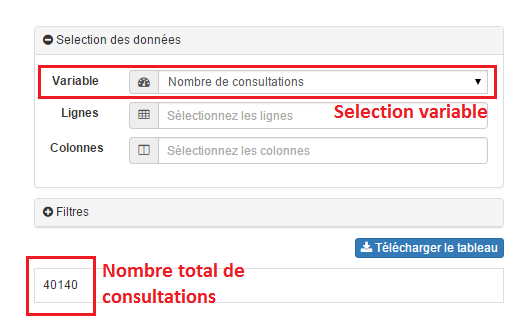 Selection des données
Variable
Nombre de consultations
Lignes
Sélectionnez les lignes
Selection variable
Colonnes
Sélectionnez les colonnes
Filtres
Télécharger le tableau
40140
Nombre total de
consultations